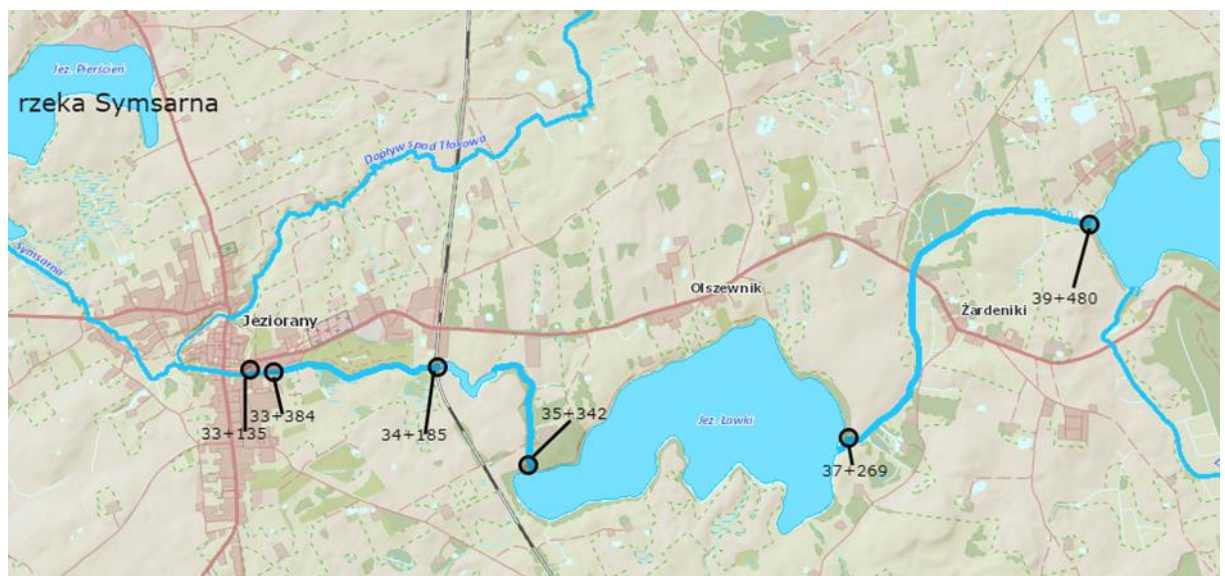 Jez. Pierścień
rzeka Symsarna
Dopływ spod Tłokowa
Symsarna
Jeziorany
Olszewnik
Żardeniki
39+480
33+384
33+135
34+185
35+342
Jez. Ławki
37+269